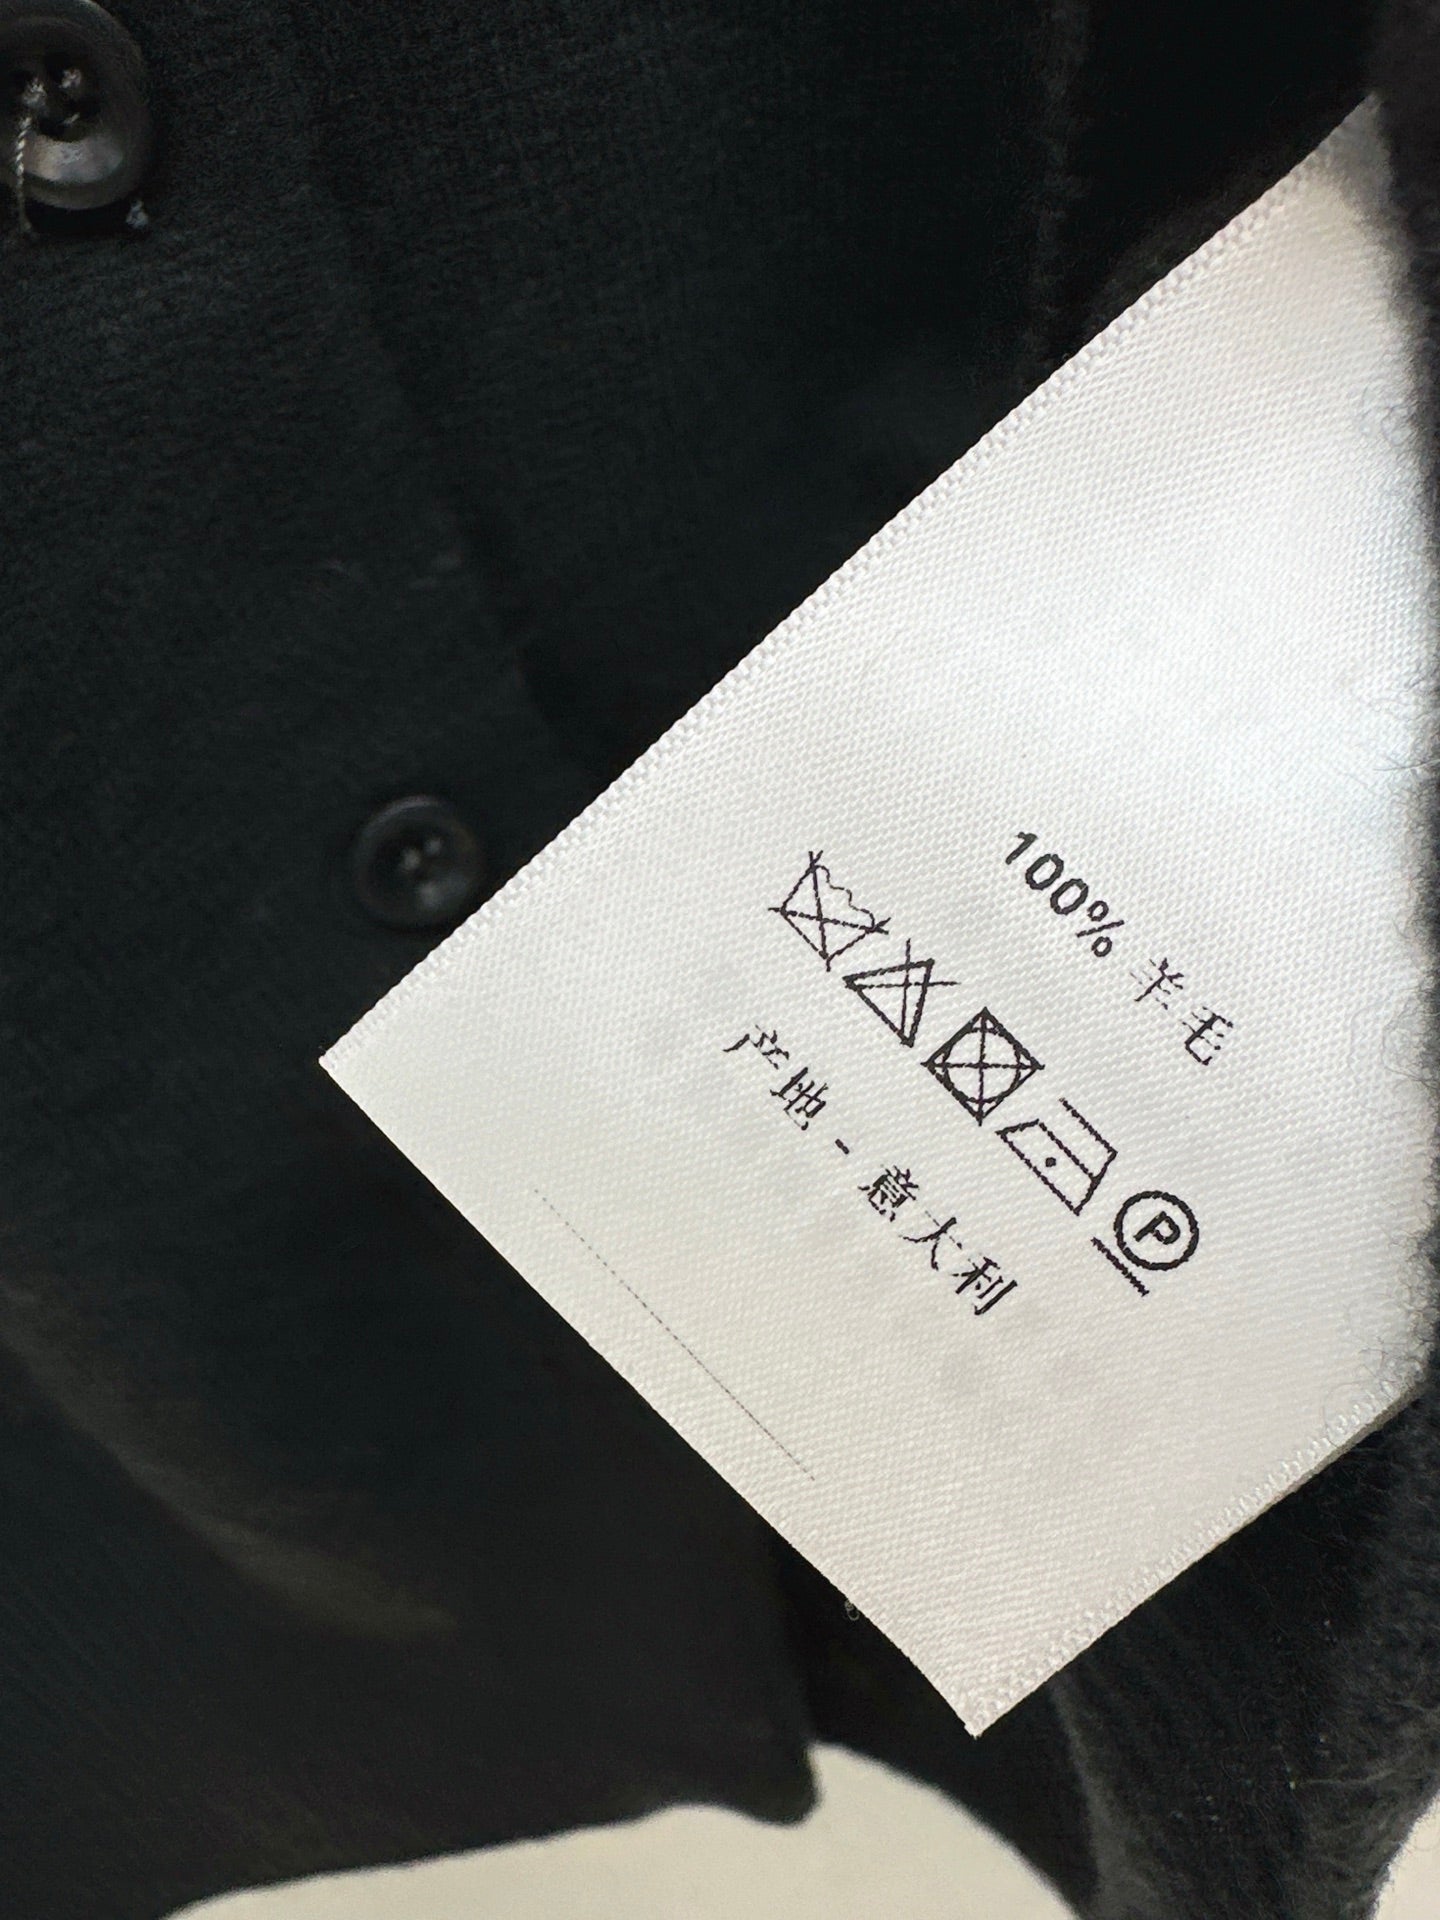 100% 羊毛
P
产地 - 意大利